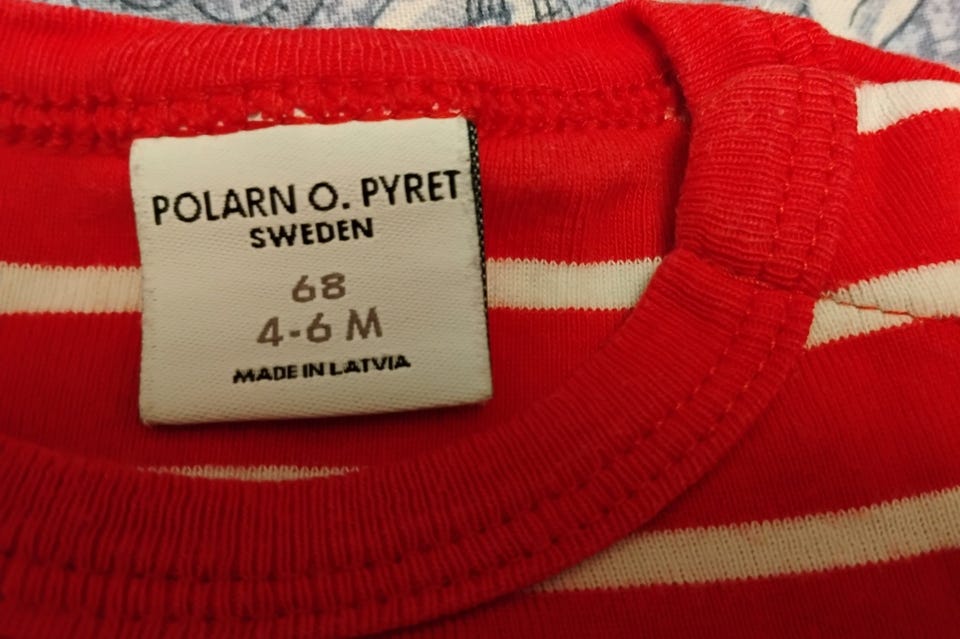 POLARN O. PYRET
SWEDEN
68
4-6 M
MADE IN LATVIA